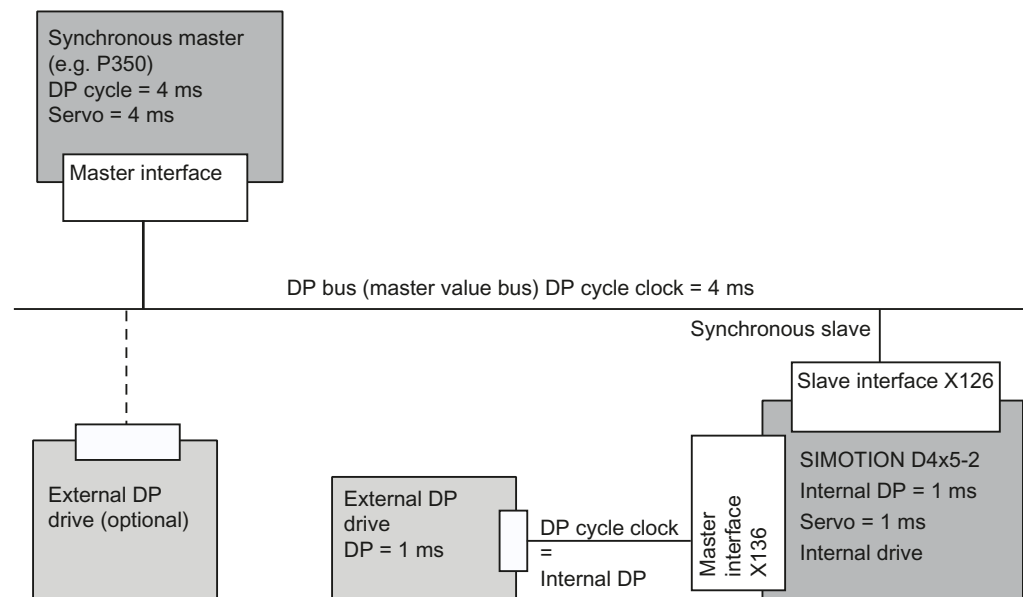 Synchronous master
(e.g. P350)
DP cycle = 4 ms
Servo = 4 ms
Master interface
DP bus (master value bus) DP cycle clock = 4 ms
Synchronous slave
Slave interface X126
External DP
drive (optional)
External DP
drive
DP = 1 ms
DP cycle clock
=
Internal DP
Master
interface
X136
SIMOTION D4x5-2
Internal DP = 1 ms
Servo = 1 ms
Internal drive